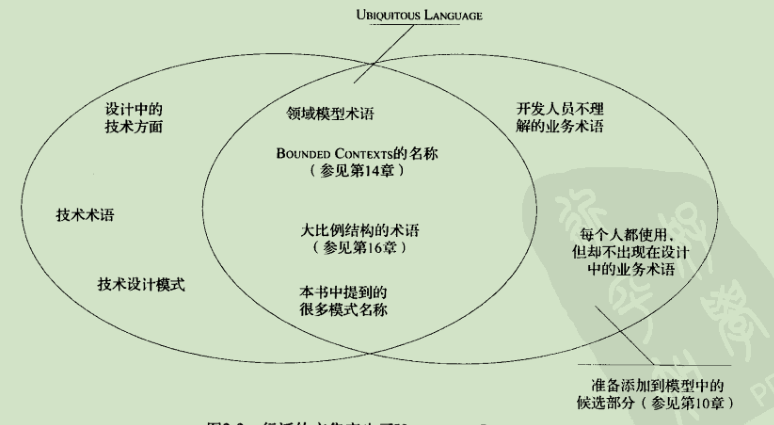 UBIQUITOUS LANGUAGE
设计中的
技术方面
技术术语
技术设计模式
领域模型术语
BOUNDED CONTEXTS的名称
（参见第14章）
大比例结构的术语
（参见第16章）
本书中提到的
很多模式名称
开发人员不理
解的业务术语
每个人都使用，
但却不出现在设计
中的业务术语
准备添加到模型中的
候选部分（参见第10章）